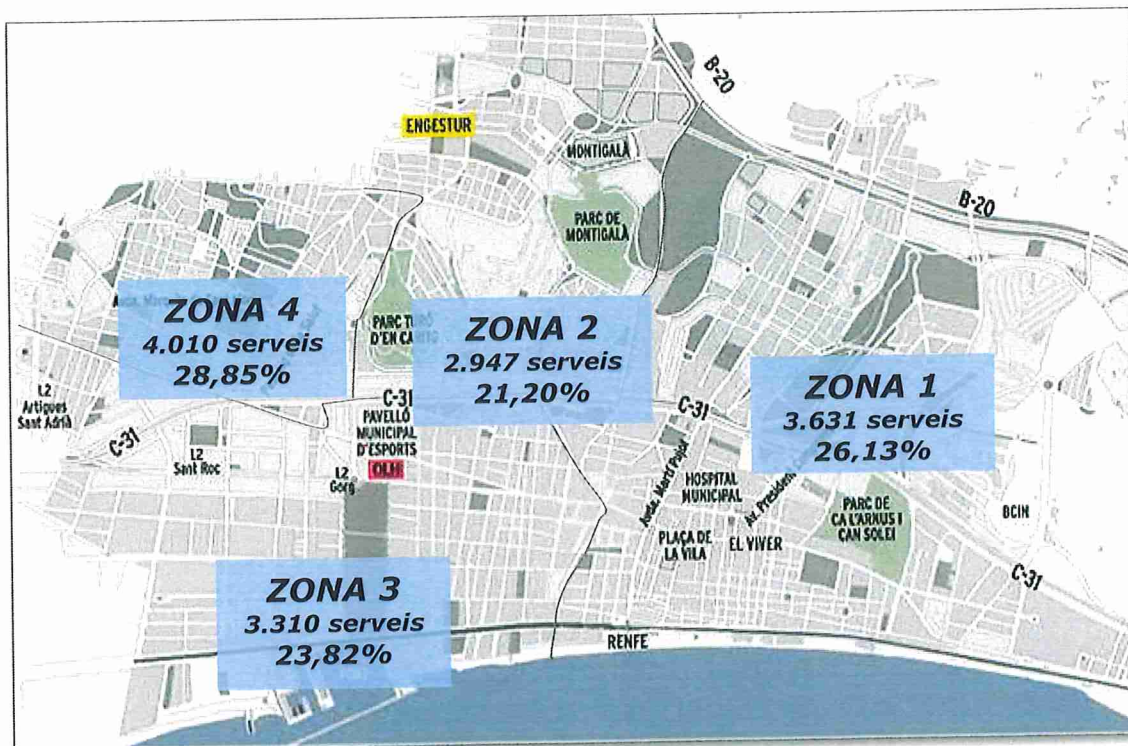 B-20
ENGESTUR
MONTIGALÀ
B-20
PARC DE
MONTIGALÀ
ZONA 4
4.010 serveis
28,85%
PARC TURÓ
D'EN CARITG
ZONA 2
2.947 serveis
21,20%
ZONA 1
3.631 serveis
26,13%
L2
Artigues
Sant Adrià
C-31
L2
Sant Roc
C-31
PAVELLÓ
MUNICIPAL
D'ESPORTS
L2
Gorg
C-31
Avda. Martí Pujol
HOSPITAL
MUNICIPAL
Av. President
PLAÇA DE
LA VILA
EL VIVER
PARC DE
CA L'ARNUS I
CAN SOLEI
BCIN
C-31
ZONA 3
3.310 serveis
23,82%
RENFE